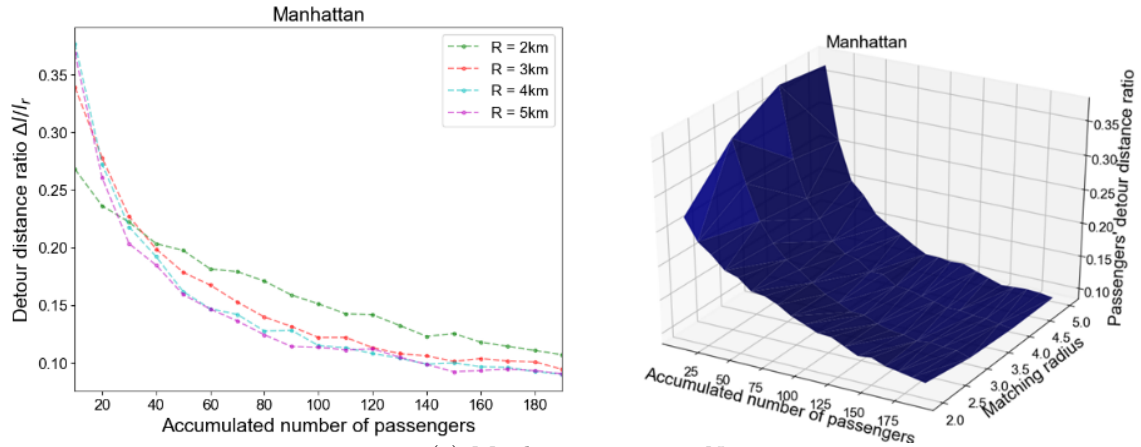 Manhattan
R = 2km
R = 3km
R = 4km
R = 5km
0.35
0.30
0.25
0.20
0.15
0.10
Detour distance ratio Δl/l_r
20 40 60 80 100 120 140 160 180
Accumulated number of passengers
Manhattan
0.35
0.30
0.25
0.20
0.15
0.10
Passengers' detour distance ratio
25 50 75 100 125 150 175
Accumulated number of passengers
2.0 2.5 3.0 3.5 4.0 4.5 5.0
Matching radius